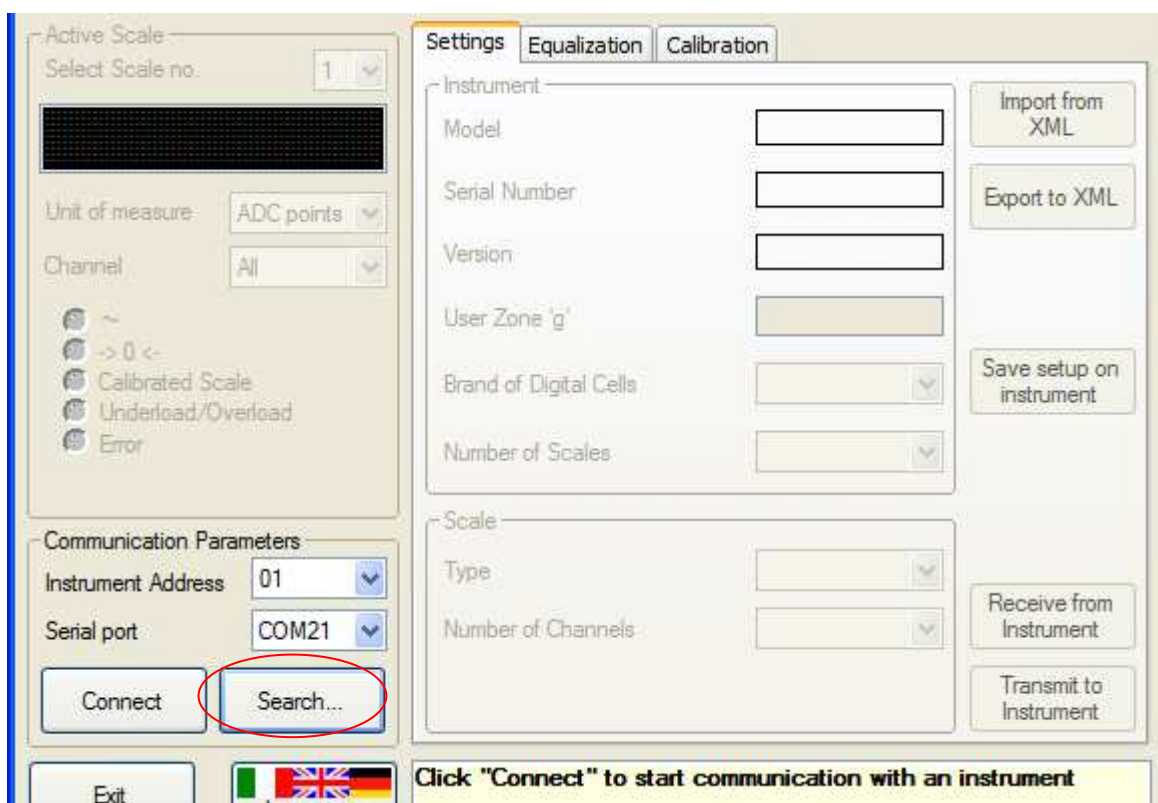 Active Scale
Select Scale no.
1
Unit of measure
ADC points
Channel
All
~
-> 0 <-
Calibrated Scale
Underload/Overload
Error
Communication Parameters
Instrument Address
01
Serial port
COM21
Connect
Search...
Exit
Settings
Equalization
Calibration
Instrument
Model
Serial Number
Version
User Zone 'g'
Brand of Digital Cells
Number of Scales
Scale
Type
Number of Channels
Import from
XML
Export to XML
Save setup on
instrument
Receive from
Instrument
Transmit to
Instrument
Click "Connect" to start communication with an instrument